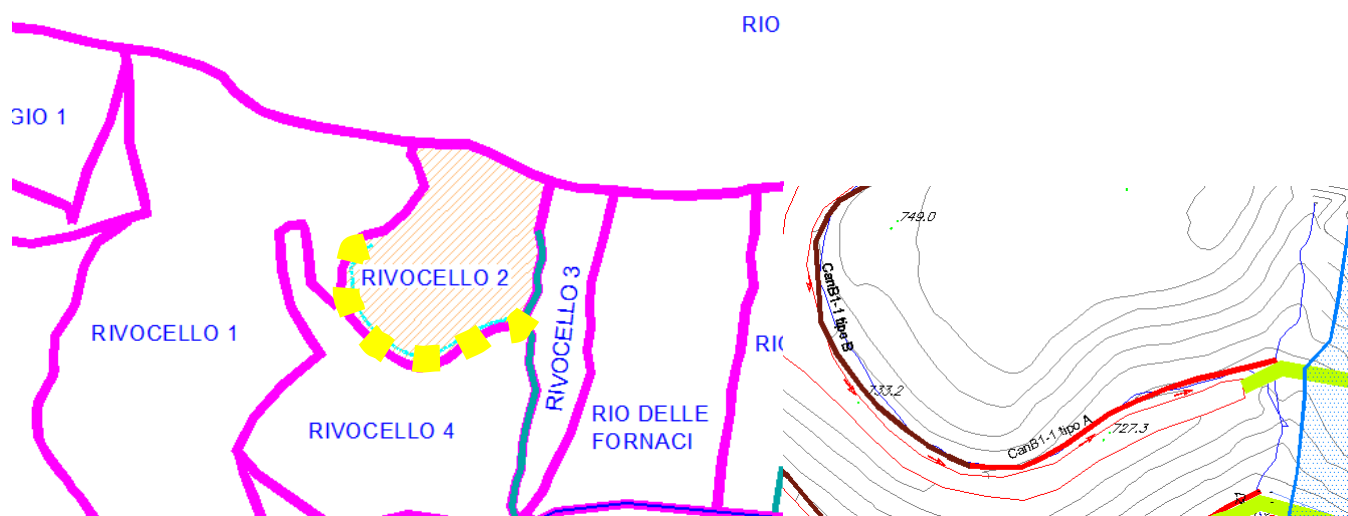 RIO
GIO 1
RIVOCELLO 2
RIVOCELLO 1
RIVOCELLO 3
RIVOCELLO 4
RIO DELLE
FORNACI
749.0
CanB1-1 tipo B
733.2
CanB1-1 tipo A
727.3